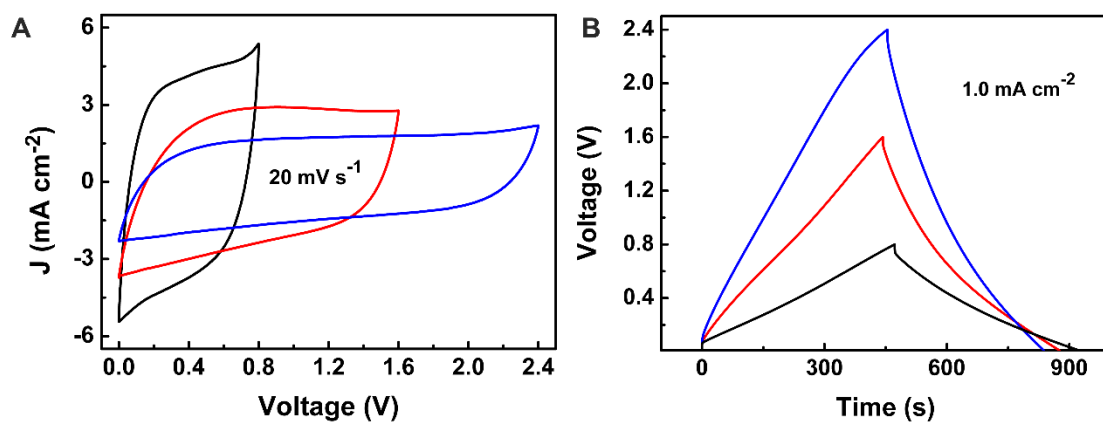 A
6
3
0
-3
-6
J (mA cm⁻²)
20 mV s⁻¹
0.0 0.4 0.8 1.2 1.6 2.0 2.4
Voltage (V)
B
2.4
2.0
1.6
1.2
0.8
0.4
Voltage (V)
1.0 mA cm⁻²
0 300 600 900
Time (s)